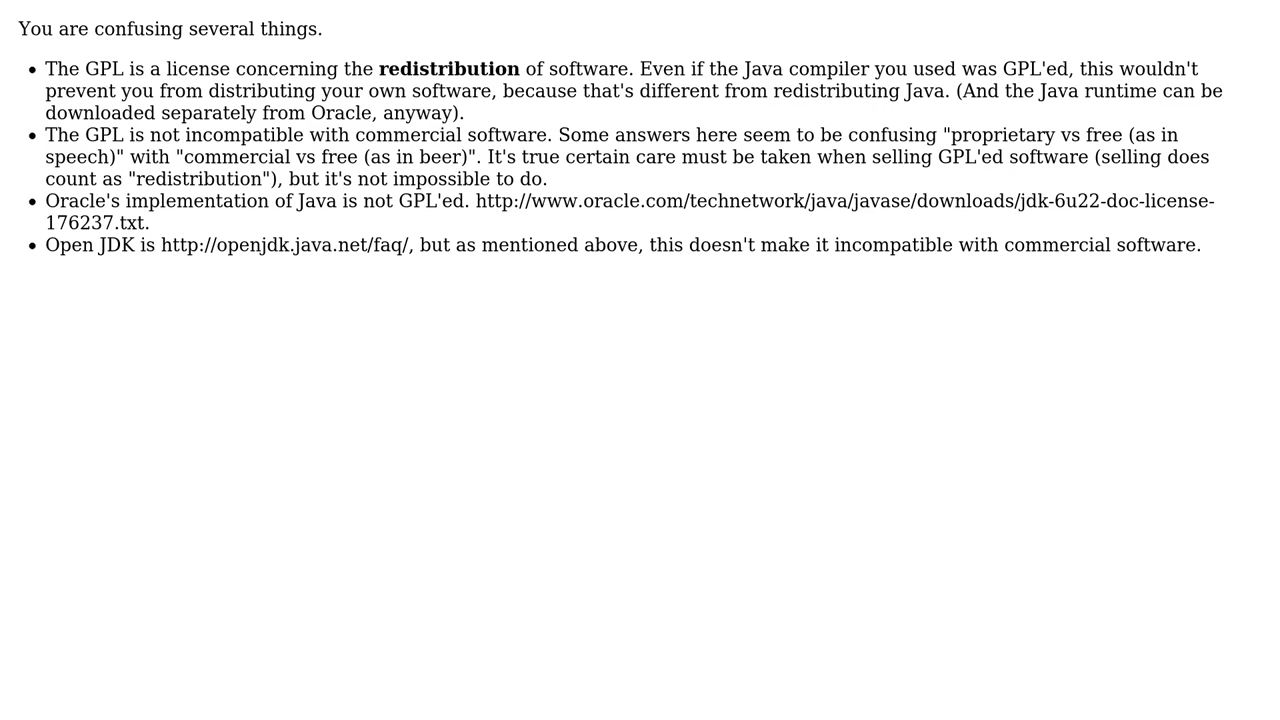 You are confusing several things.
• The GPL is a license concerning the redistribution of software. Even if the Java compiler you used was GPL'ed, this wouldn't
prevent you from distributing your own software, because that's different from redistributing Java. (And the Java runtime can be
downloaded separately from Oracle, anyway).
• The GPL is not incompatible with commercial software. Some answers here seem to be confusing "proprietary vs free (as in
speech)" with "commercial vs free (as in beer)". It's true certain care must be taken when selling GPL'ed software (selling does
count as "redistribution"), but it's not impossible to do.
• Oracle's implementation of Java is not GPL'ed. http://www.oracle.com/technetwork/java/javase/downloads/jdk-6u22-doc-license-
176237.txt.
• Open JDK is http://openjdk.java.net/faq/, but as mentioned above, this doesn't make it incompatible with commercial software.